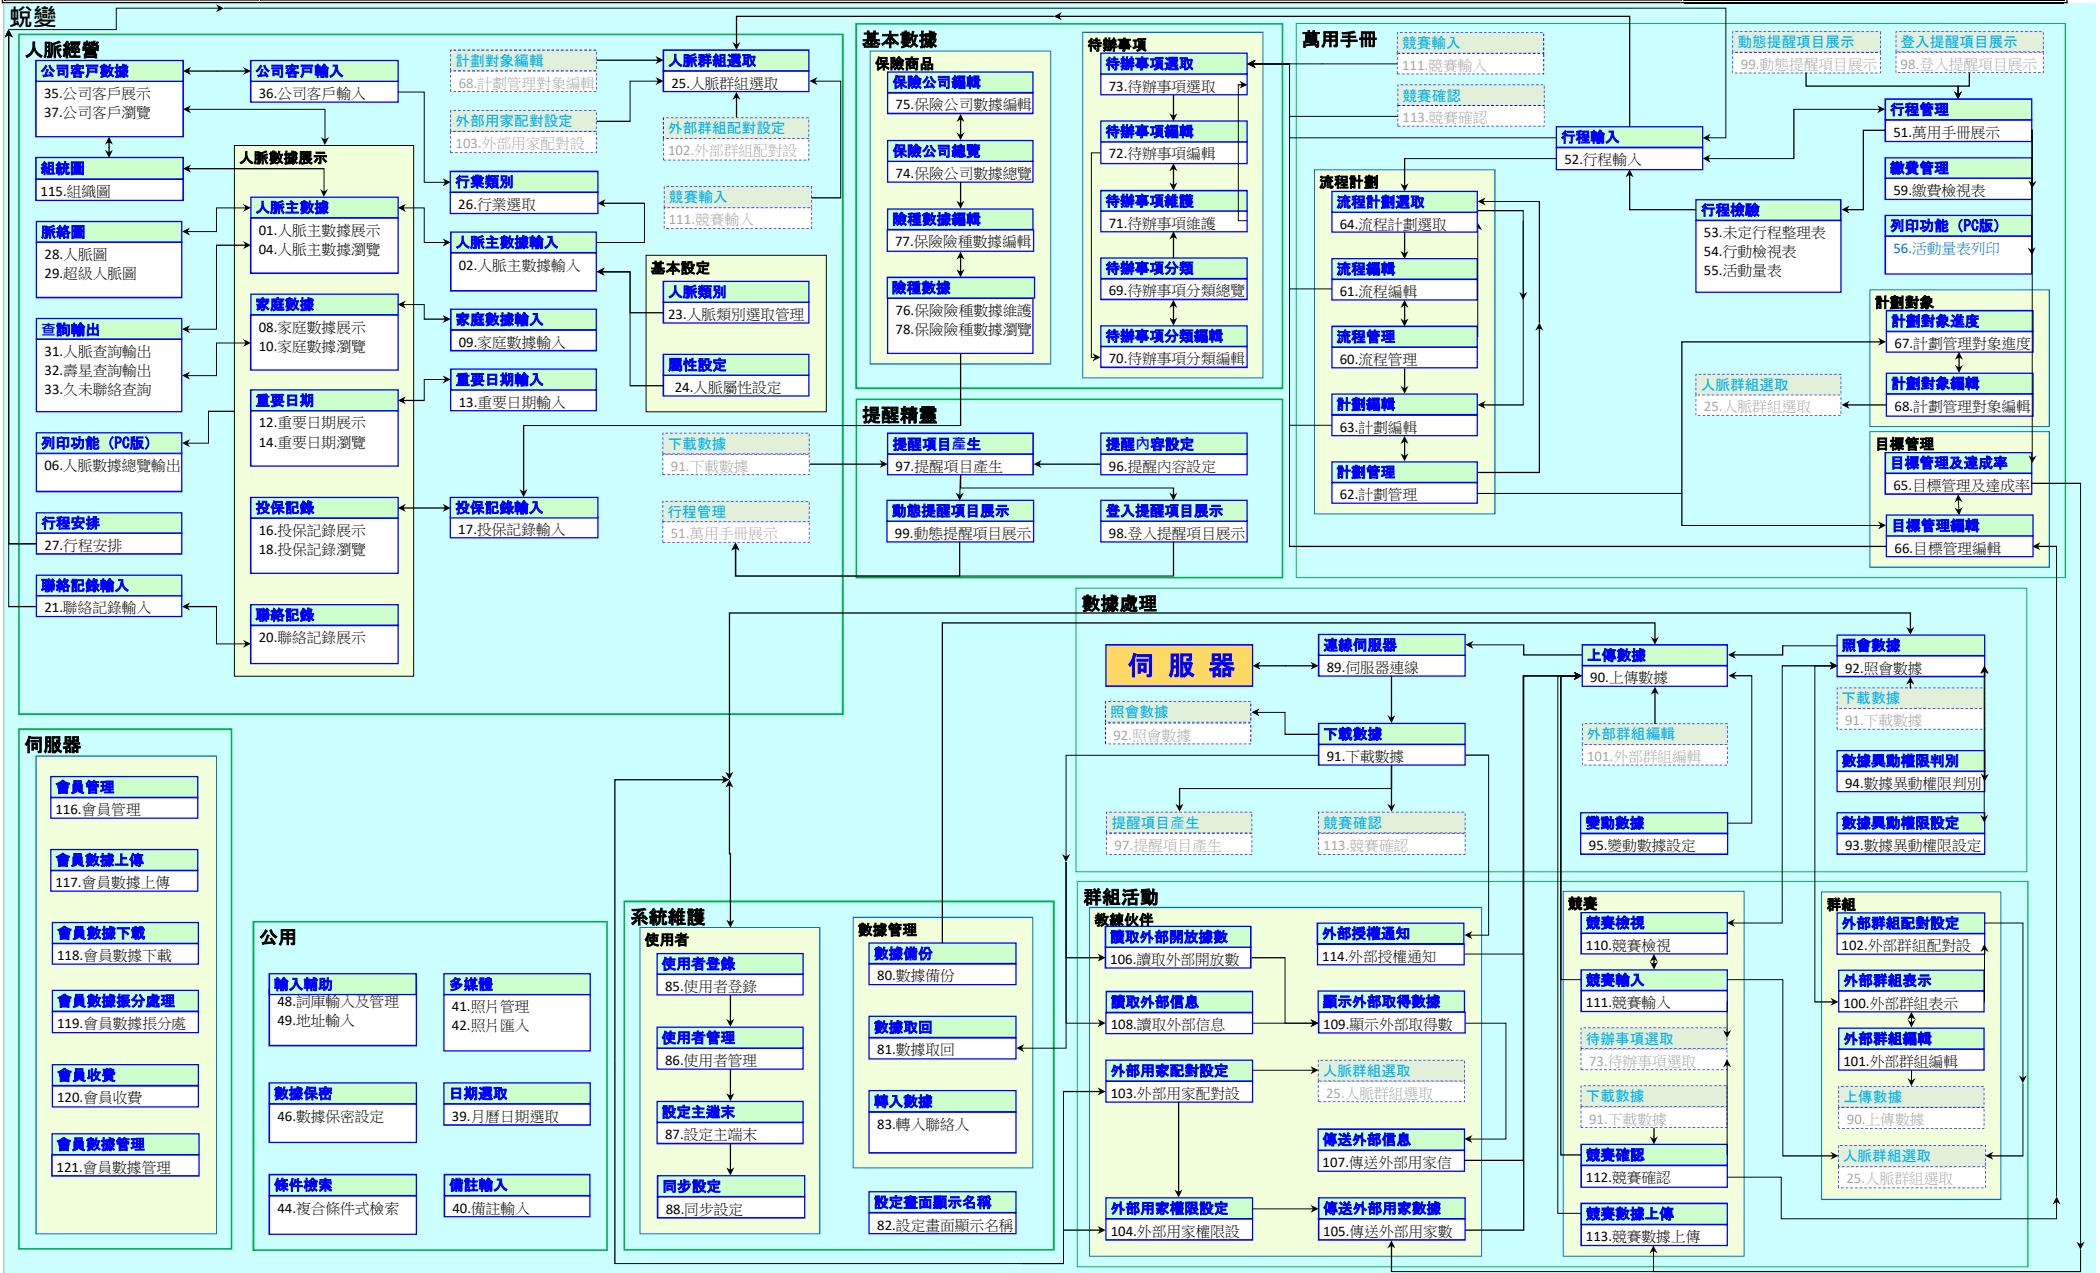 蛻變
人脈經營
公司客戶數據
35.公司客戶展示
37.公司客戶瀏覽
公司客戶輸入
36.公司客戶輸入
計劃對象編輯
68.計劃管理對象編輯
人脈群組選取
25.人脈群組選取
外部用家配對設定
103.外部用家配對設
外部群組配對設定
102.外部群組配對設
組織圖
115.組織圖
人脈數據展示
人脈主數據
01.人脈主數據展示
04.人脈主數據瀏覽
行業類別
26.行業選取
競賽輸入
111.競賽輸入
脈絡圖
28.人脈圖
29.超級人脈圖
人脈主數據輸入
02.人脈主數據輸入
基本設定
人脈類別
23.人脈類別選取管理
屬性設定
24.人脈屬性設定
查詢輸出
31.人脈查詢輸出
32.壽星查詢輸出
33.久未聯絡查詢
家庭數據
08.家庭數據展示
10.家庭數據瀏覽
家庭數據輸入
09.家庭數據輸入
重要日期
12.重要日期展示
14.重要日期瀏覽
重要日期輸入
13.重要日期輸入
列印功能 (PC版)
06.人脈數據總覽輸出
投保記錄
16.投保記錄展示
18.投保記錄瀏覽
投保記錄輸入
17.投保記錄輸入
行程安排
27.行程安排
聯絡記錄輸入
21.聯絡記錄輸入
聯絡記錄
20.聯絡記錄展示
下載數據
91.下載數據
行程管理
51.萬用手冊展示
基本數據
保險商品
保險公司編輯
75.保險公司數據編輯
保險公司總覽
74.保險公司數據總覽
險種數據編輯
77.保險險種數據編輯
險種數據
76.保險險種數據維護
78.保險險種數據瀏覽
待辦事項
待辦事項選取
73.待辦事項選取
待辦事項編輯
72.待辦事項編輯
待辦事項維護
71.待辦事項維護
待辦事項分類
69.待辦事項分類總覽
待辦事項分類編輯
70.待辦事項分類編輯
提醒精靈
提醒項目產生
97.提醒項目產生
提醒內容設定
96.提醒內容設定
動態提醒項目展示
99.動態提醒項目展示
登入提醒項目展示
98.登入提醒項目展示
萬用手冊
競賽輸入
111.競賽輸入
競賽確認
113.競賽確認
動態提醒項目展示
99.動態提醒項目展示
登入提醒項目展示
98.登入提醒項目展示
行程管理
51.萬用手冊展示
行程輸入
52.行程輸入
繳費管理
59.繳費檢視表
流程計劃
流程計劃選取
64.流程計劃選取
流程編輯
61.流程編輯
流程管理
60.流程管理
計劃編輯
63.計劃編輯
計劃管理
62.計劃管理
行程檢驗
53.未定行程整理表
54.行動檢視表
55.活動量表
列印功能 (PC版)
56.活動量表列印
計劃對象
計劃對象進度
67.計劃管理對象進度
計劃對象編輯
68.計劃管理對象編輯
人脈群組選取
25.人脈群組選取
目標管理
目標管理及達成率
65.目標管理及達成率
目標管理編輯
66.目標管理編輯
數據處理
伺 服 器
連線伺服器
89.伺服器連線
上傳數據
90.上傳數據
照會數據
92.照會數據
下載數據
91.下載數據
照會數據
92.照會數據
下載數據
91.下載數據
外部群組編輯
101.外部群組編輯
數據異動權限判別
94.數據異動權限判別
提醒項目產生
97.提醒項目產生
競賽確認
113.競賽確認
變動數據
95.變動數據設定
數據異動權限設定
93.數據異動權限設定
伺服器
會員管理
116.會員管理
會員數據上傳
117.會員數據上傳
會員數據下載
118.會員數據下載
會員數據振分處理
119.會員數據振分處
會員收費
120.會員收費
會員數據管理
121.會員數據管理
公用
輸入輔助
48.詞庫輸入及管理
49.地址輸入
多媒體
41.照片管理
42.照片匯入
數據保密
46.數據保密設定
日期選取
39.月曆日期選取
條件檢索
44.複合條件式檢索
備註輸入
40.備註輸入
系統維護
使用者
使用者登錄
85.使用者登錄
使用者管理
86.使用者管理
設定主端末
87.設定主端末
同步設定
88.同步設定
數據管理
數據備份
80.數據備份
數據取回
81.數據取回
轉入數據
83.轉入聯絡人
設定畫面顯示名稱
82.設定畫面顯示名稱
群組活動
教練伙伴
讀取外部開放據數
106.讀取外部開放數
外部授權通知
114.外部授權通知
讀取外部信息
108.讀取外部信息
顯示外部取得數據
109.顯示外部取得數
外部用家配對設定
103.外部用家配對設
人脈群組選取
25.人脈群組選取
傳送外部信息
107.傳送外部用家信
外部用家權限設定
104.外部用家權限設
傳送外部用家數據
105.傳送外部用家數
競賽
競賽檢視
110.競賽檢視
競賽輸入
111.競賽輸入
待辦事項選取
73.待辦事項選取
下載數據
91.下載數據
競賽確認
112.競賽確認
競賽數據上傳
113.競賽數據上傳
群組
外部群組配對設定
102.外部群組配對設
外部群組表示
100.外部群組表示
外部群組編輯
101.外部群組編輯
上傳數據
90.上傳數據
人脈群組選取
25.人脈群組選取